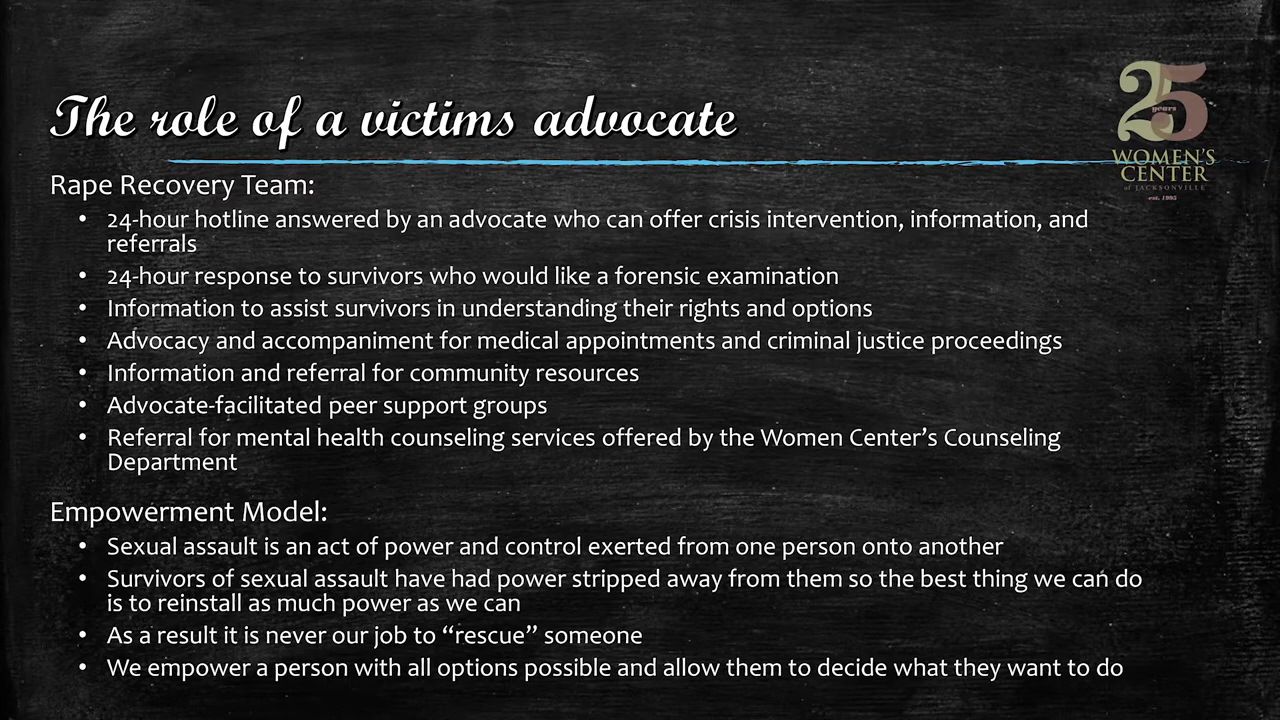 The role of a victims advocate
25
years
WOMEN'S
CENTER
of JACKSONVILLE
est. 1995
Rape Recovery Team:
• 24-hour hotline answered by an advocate who can offer crisis intervention, information, and
referrals
• 24-hour response to survivors who would like a forensic examination
• Information to assist survivors in understanding their rights and options
• Advocacy and accompaniment for medical appointments and criminal justice proceedings
• Information and referral for community resources
• Advocate-facilitated peer support groups
• Referral for mental health counseling services offered by the Women Center’s Counseling
Department
Empowerment Model:
• Sexual assault is an act of power and control exerted from one person onto another
• Survivors of sexual assault have had power stripped away from them so the best thing we can do
is to reinstall as much power as we can
• As a result it is never our job to “rescue” someone
• We empower a person with all options possible and allow them to decide what they want to do